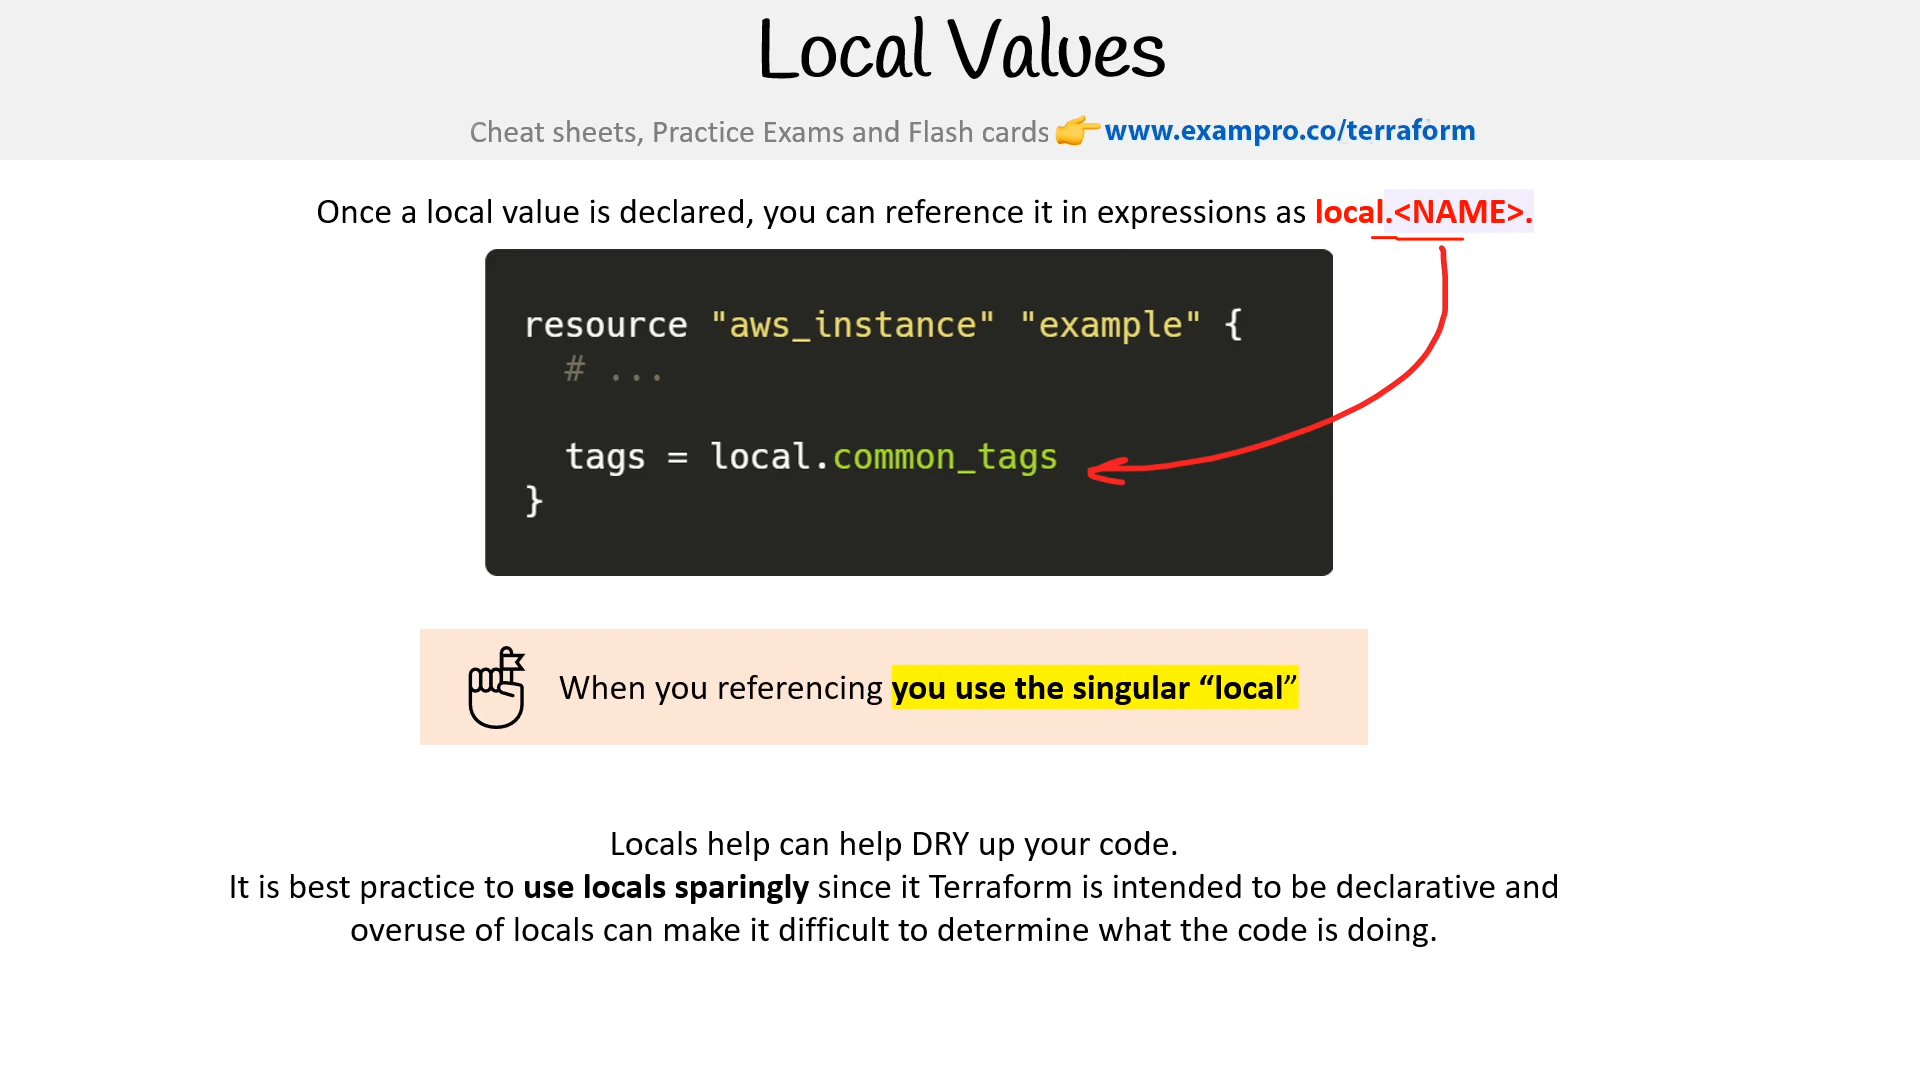 Local Values
Cheat sheets, Practice Exams and Flash cards 👉 www.exampro.co/terraform
Once a local value is declared, you can reference it in expressions as local.<NAME>.
resource "aws_instance" "example" {
  # ...
  tags = local.common_tags
}
When you referencing you use the singular “local”
Locals help can help DRY up your code.
It is best practice to use locals sparingly since it Terraform is intended to be declarative and
overuse of locals can make it difficult to determine what the code is doing.